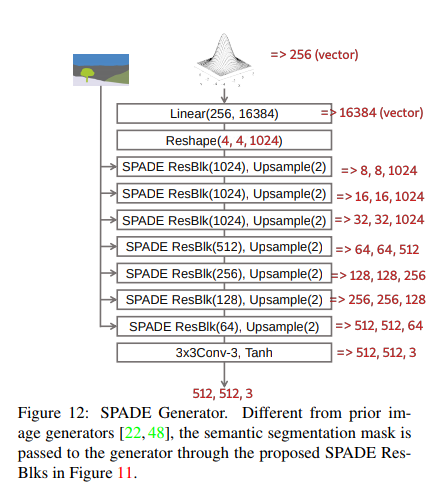 => 256 (vector)
Linear(256, 16384) => 16384 (vector)
Reshape(4, 4, 1024)
SPADE ResBlk(1024), Upsample(2) => 8, 8, 1024
SPADE ResBlk(1024), Upsample(2) => 16, 16, 1024
SPADE ResBlk(1024), Upsample(2) => 32, 32, 1024
SPADE ResBlk(512), Upsample(2) => 64, 64, 512
SPADE ResBlk(256), Upsample(2) => 128, 128, 256
SPADE ResBlk(128), Upsample(2) => 256, 256, 128
SPADE ResBlk(64), Upsample(2) => 512, 512, 64
3x3Conv-3, Tanh => 512, 512, 3
512, 512, 3
Figure 12: SPADE Generator. Different from prior im-
age generators [22, 48], the semantic segmentation mask is
passed to the generator through the proposed SPADE Res-
Blks in Figure 11.